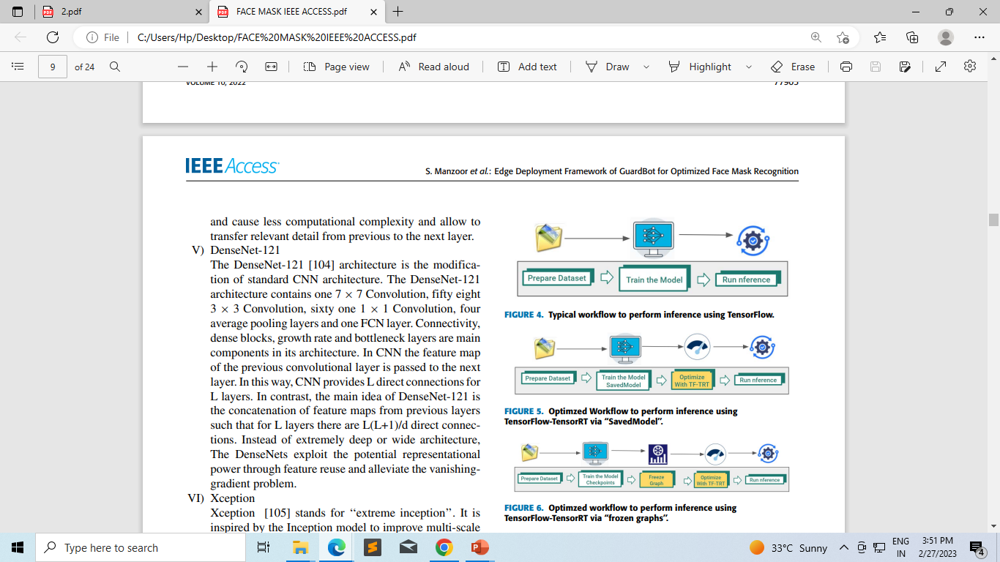 2.pdf
FACE MASK IEEE ACCESS.pdf
File
C:/Users/Hp/Desktop/FACE%20MASK%20IEEE%20ACCESS.pdf
9
of 24
Page view
Read aloud
Add text
Draw
Highlight
Erase
VOLUME 10, 2022
77905
IEEE Access
S. Manzoor et al.: Edge Deployment Framework of GuardBot for Optimized Face Mask Recognition
and cause less computational complexity and allow to
transfer relevant detail from previous to the next layer.
V) DenseNet-121
The DenseNet-121 [104] architecture is the modifica-
tion of standard CNN architecture. The DenseNet-121
architecture contains one 7 × 7 Convolution, fifty eight
3 × 3 Convolution, sixty one 1 × 1 Convolution, four
average pooling layers and one FCN layer. Connectivity,
dense blocks, growth rate and bottleneck layers are main
components in its architecture. In CNN the feature map
of the previous convolutional layer is passed to the next
layer. In this way, CNN provides L direct connections for
L layers. In contrast, the main idea of DenseNet-121 is
the concatenation of feature maps from previous layers
such that for L layers there are L(L+1)/d direct connec-
tions. Instead of extremely deep or wide architecture,
The DenseNets exploit the potential representational
power through feature reuse and alleviate the vanishing-
gradient problem.
VI) Xception
Xception [105] stands for ‘‘extreme inception’’. It is
inspired by the Inception model to improve multi-scale
Prepare Dataset
Train the Model
Run nference
FIGURE 4. Typical workflow to perform inference using TensorFlow.
Prepare Dataset
Train the Model
SavedModel
Optimize
With TF-TRT
Run nference
FIGURE 5. Optimzed Workflow to perform inference using
TensorFlow-TensorRT via “SavedModel”.
Prepare Dataset
Train the Model
Checkpoints
Freeze
Graph
Optimize
With TF-TRT
Run nference
FIGURE 6. Optimzed workflow to perform inference using
TensorFlow-TensorRT via “frozen graphs”.
Type here to search
33°C Sunny
ENG
IN
3:51 PM
2/27/2023
4